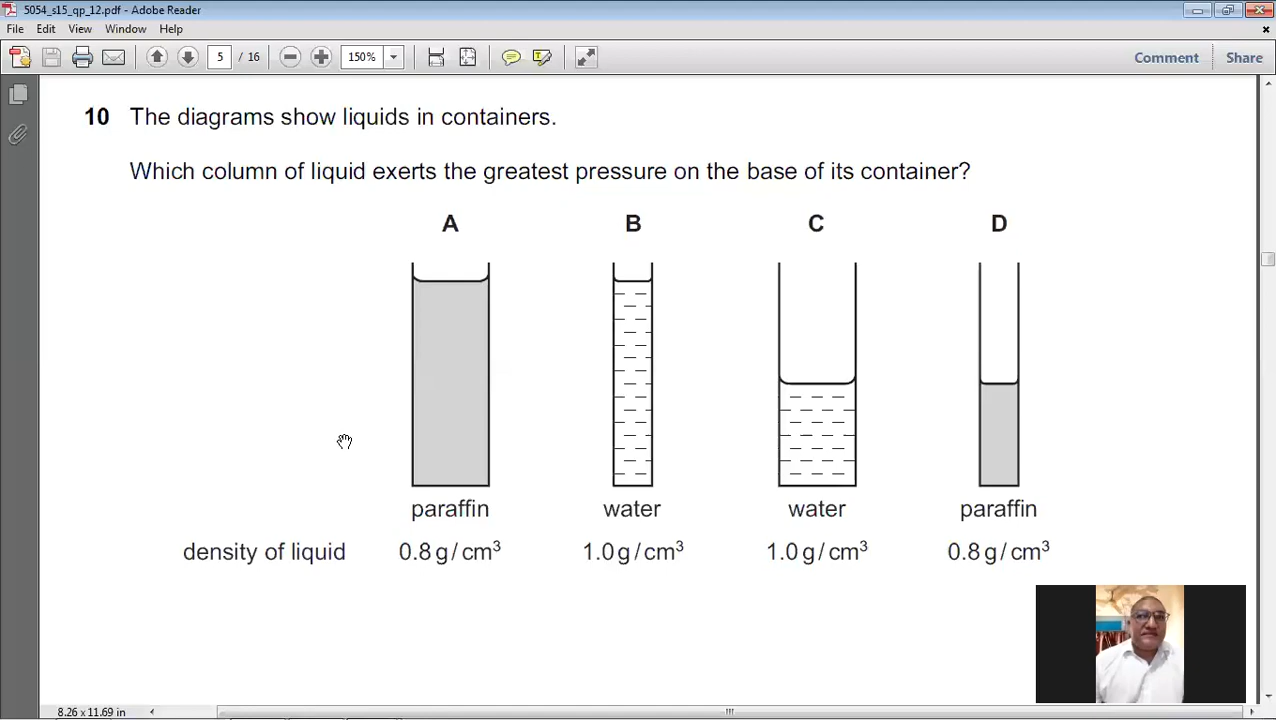 5054_s15_qp_12.pdf - Adobe Reader
File Edit View Window Help
5 / 16 150% Comment Share
10 The diagrams show liquids in containers.
Which column of liquid exerts the greatest pressure on the base of its container?
A B C D
paraffin water water paraffin
density of liquid 0.8 g / cm³ 1.0 g / cm³ 1.0 g / cm³ 0.8 g / cm³
8.26 x 11.69 in